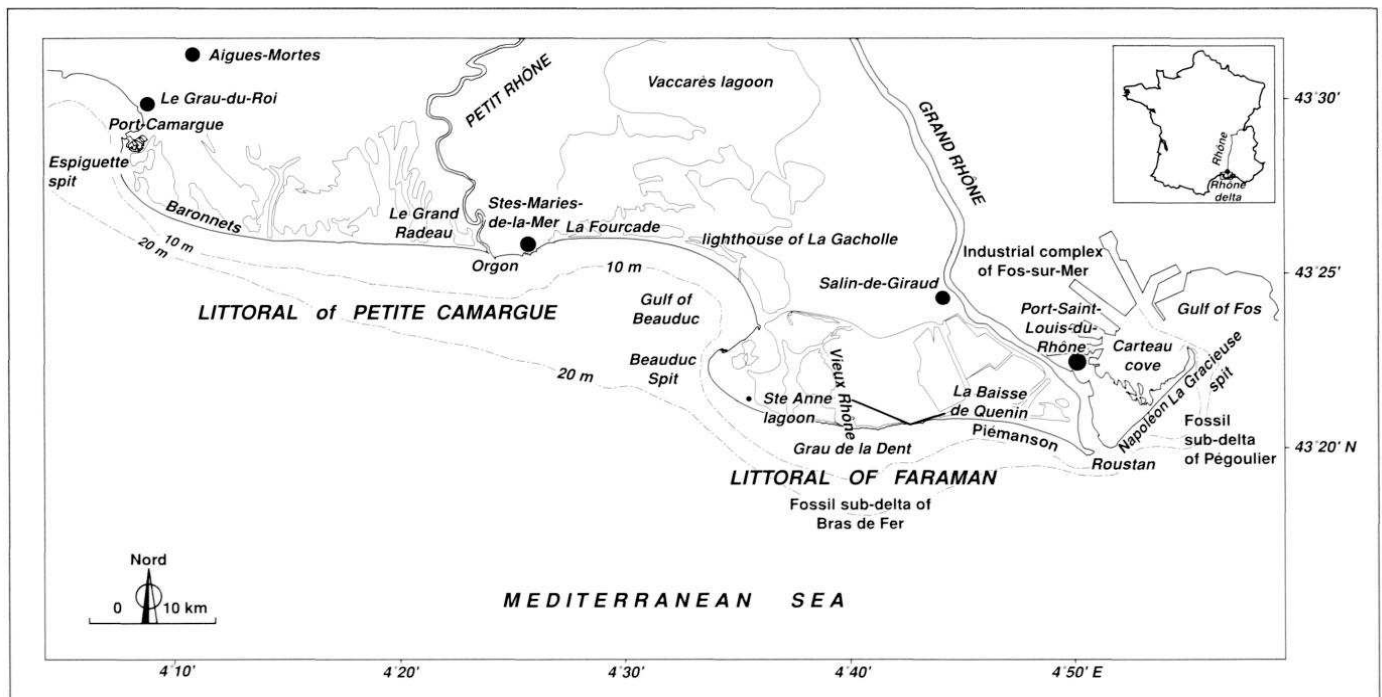 Aigues-Mortes
Le Grau-du-Roi
Port-Camargue
Espiguette
spit
Baronnets
10 m
20 m
Le Grand
Radeau
PETIT RHÔNE
Stes-Maries-
de-la-Mer
Orgon
La Fourcade
Vaccarès lagoon
lighthouse of La Gacholle
GRAND RHÔNE
Rhône
Rhône
delta
43°30'
43°25'
43°20' N
Industrial complex
of Fos-sur-Mer
Salin-de-Giraud
Port-Saint-
Louis-du-
Rhône
Gulf of Fos
Carteau
cove
Napoléon La Gracieuse
spit
Fossil
sub-delta
of Pégoulier
Roustan
Piémanson
La Baisse
de Quenin
Vieux Rhône
Ste Anne
lagoon
Grau de la Dent
10 m
Gulf of
Beauduc
Beauduc
Spit
20 m
LITTORAL of PETITE CAMARGUE
LITTORAL OF FARAMAN
Fossil sub-delta of
Bras de Fer
MEDITERRANEAN SEA
Nord
0 10 km
4°10' 4°20' 4°30' 4°40' 4°50' E